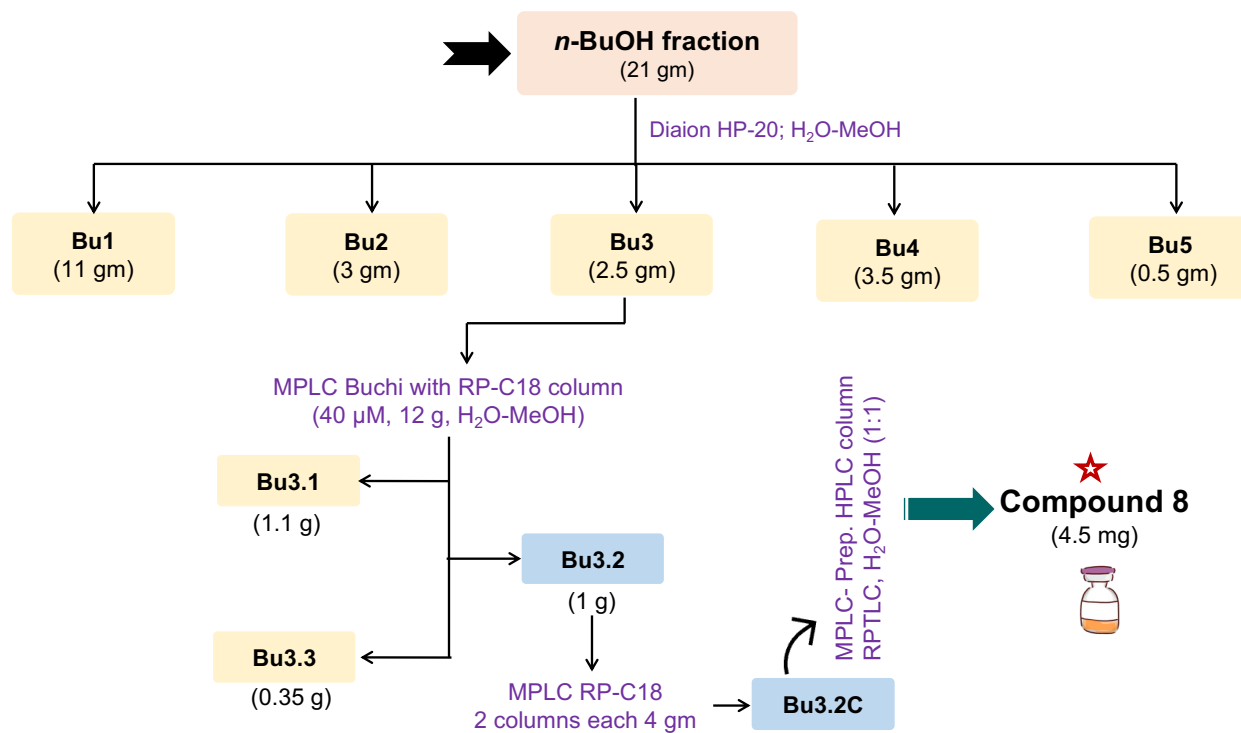 n-BuOH fraction
(21 gm)
Diaion HP-20; H₂O-MeOH
Bu1
(11 gm)
Bu2
(3 gm)
Bu3
(2.5 gm)
Bu4
(3.5 gm)
Bu5
(0.5 gm)
MPLC Buchi with RP-C18 column
(40 µM, 12 g, H₂O-MeOH)
Bu3.1
(1.1 g)
Bu3.2
(1 g)
Bu3.3
(0.35 g)
MPLC RP-C18
2 columns each 4 gm
Bu3.2C
MPLC- Prep. HPLC column
RPTLC, H₂O-MeOH (1:1)
Compound 8
(4.5 mg)